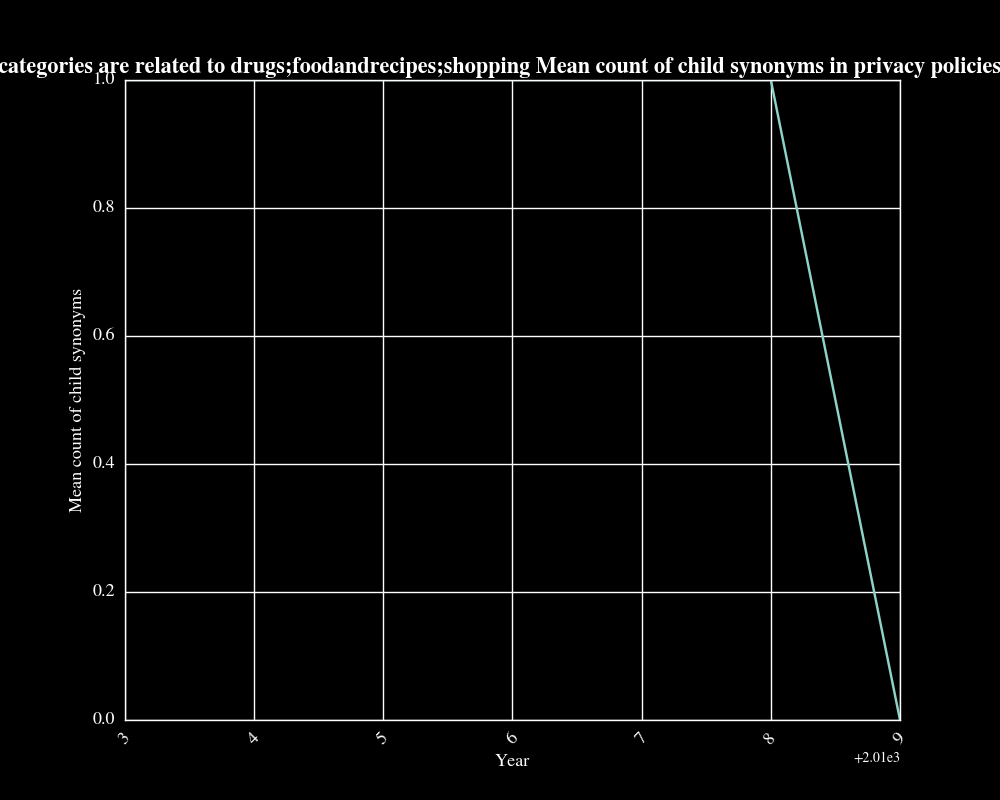 categories are related to drugs;foodandrecipes;shopping Mean count of child synonyms in privacy policies
1.0
0.8
0.6
0.4
0.2
0.0
Mean count of child synonyms
3 4 5 6 7 8 9
+2.01e3
Year